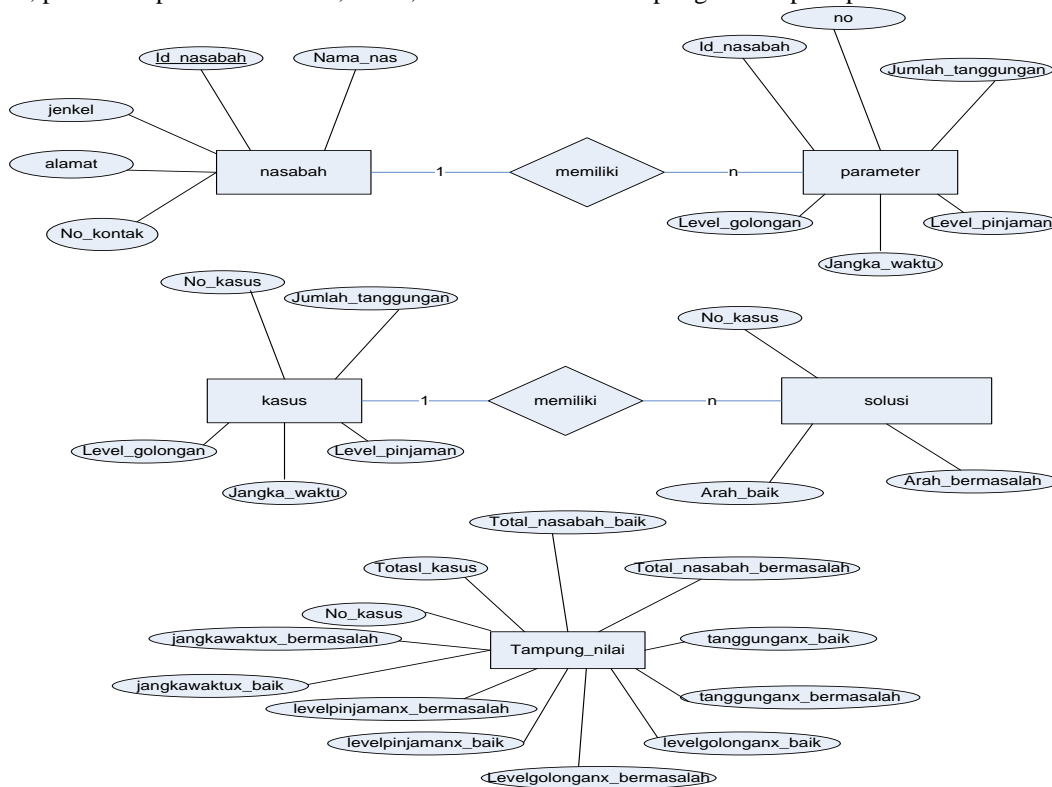 no
Id_nasabah Nama_nas Id_nasabah
Jumlah_tanggungan
jenkel
alamat nasabah 1 memiliki n parameter
Level_golongan Level_pinjaman
No_kontak
Jangka_waktu
No_kasus
Jumlah_tanggungan
No_kasus
kasus 1 memiliki n solusi
Level_golongan Level_pinjaman
Jangka_waktu Arah_baik Arah_bermasalah
Total_nasabah_baik
Totasl_kasus Total_nasabah_bermasalah
No_kasus
jangkawaktux_bermasalah Tampung_nilai tanggunganx_baik
jangkawaktux_baik tanggunganx_bermasalah
levelpinjamanx_bermasalah
levelpinjamanx_baik levelgolonganx_baik
Levelgolonganx_bermasalah